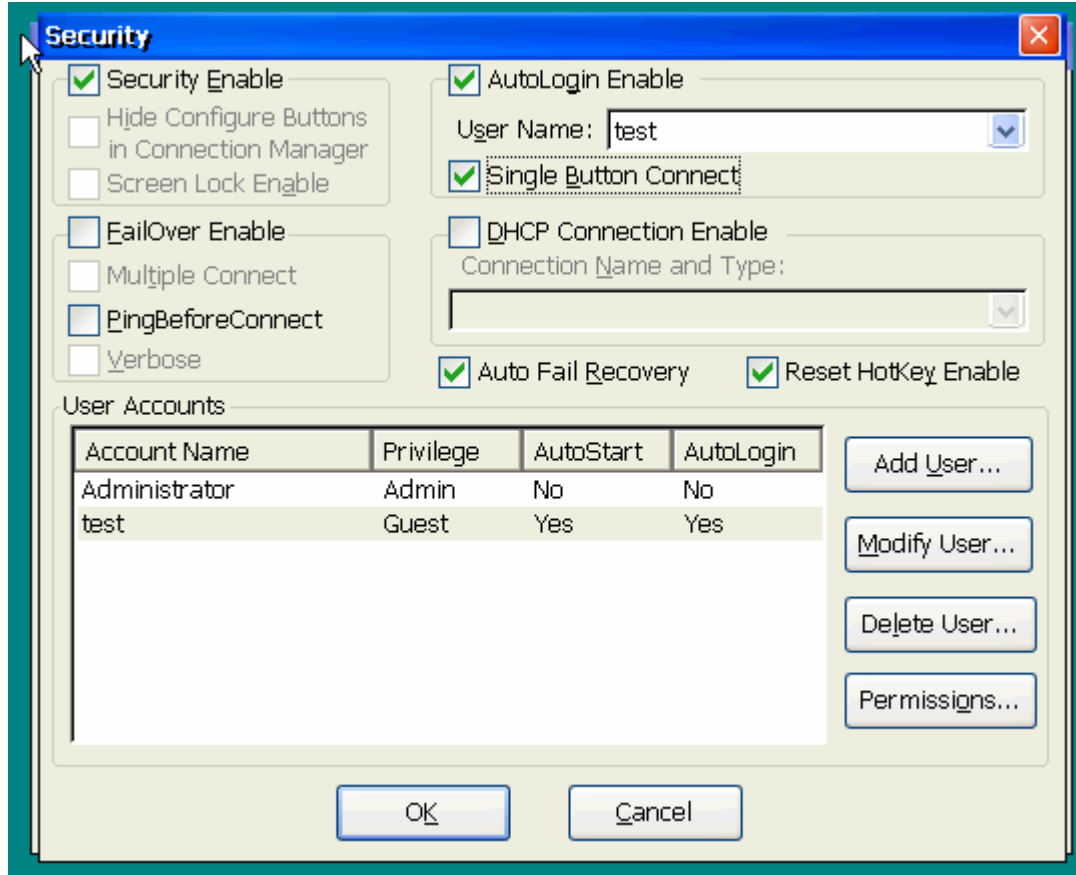 Security
Security Enable
Hide Configure Buttons
in Connection Manager
Screen Lock Enable
AutoLogin Enable
User Name: test
Single Button Connect
FailOver Enable
Multiple Connect
PingBeforeConnect
Verbose
DHCP Connection Enable
Connection Name and Type:
Auto Fail Recovery
Reset HotKey Enable
User Accounts
Account Name Privilege AutoStart AutoLogin
Administrator Admin No No
test Guest Yes Yes
Add User...
Modify User...
Delete User...
Permissions...
OK
Cancel